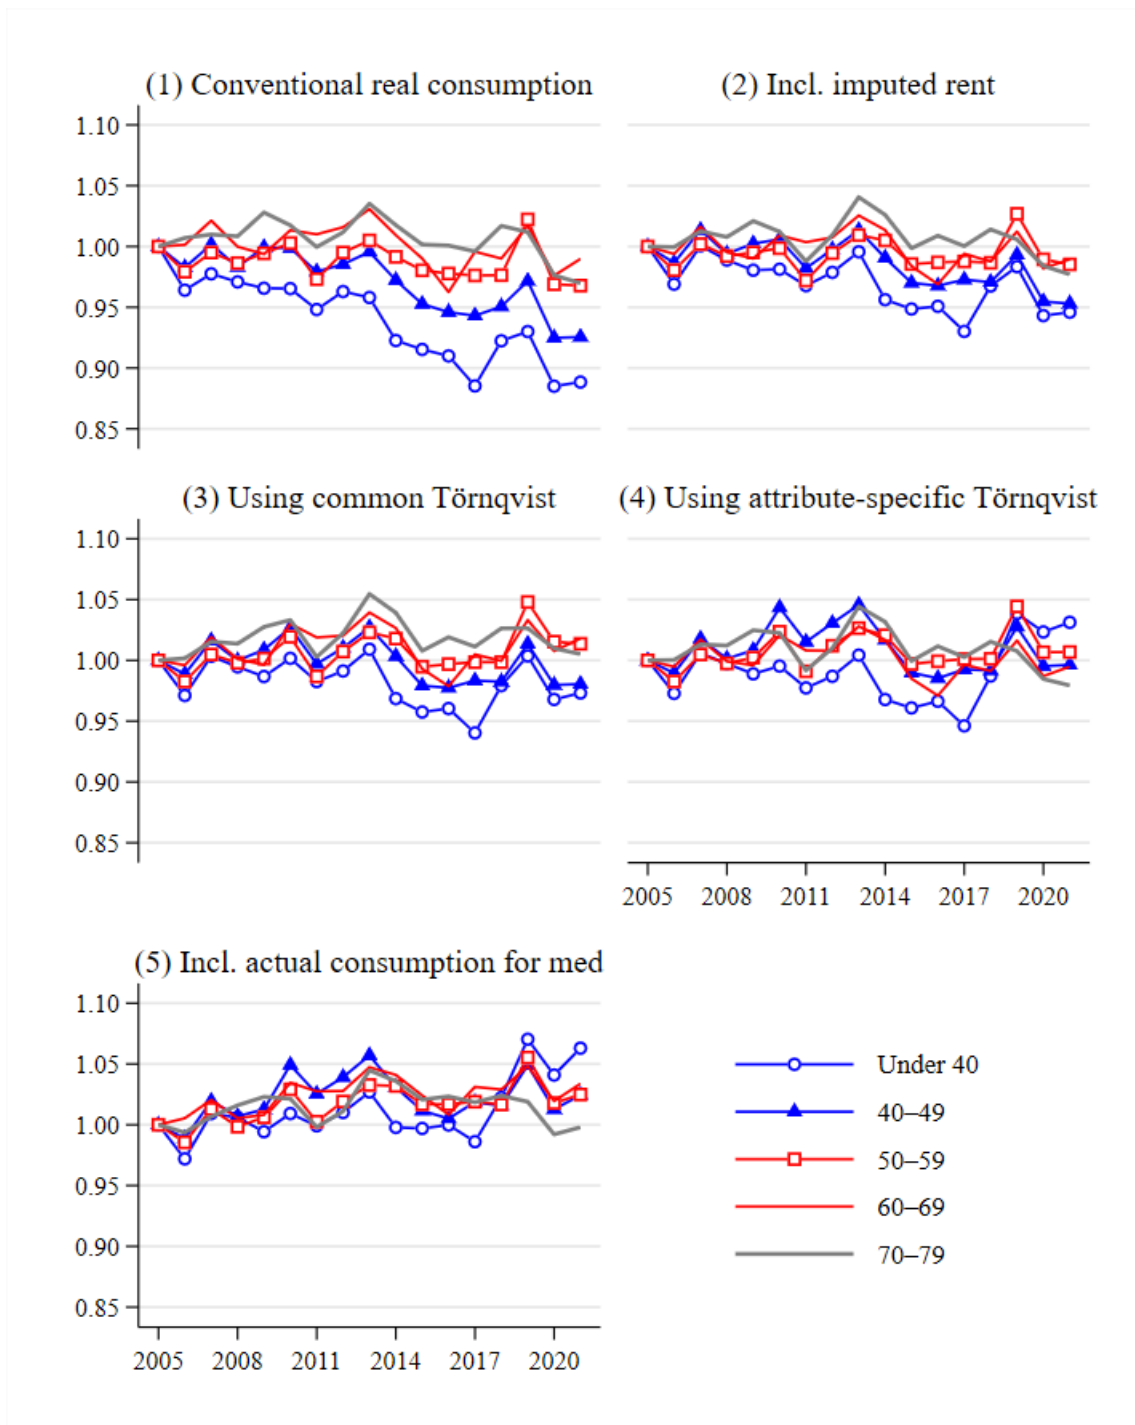 (1) Conventional real consumption
(2) Incl. imputed rent
1.10
1.05
1.00
0.95
0.90
0.85
(3) Using common Törnqvist
(4) Using attribute-specific Törnqvist
1.10
1.05
1.00
0.95
0.90
0.85
2005 2008 2011 2014 2017 2020
(5) Incl. actual consumption for med
1.10
1.05
1.00
0.95
0.90
0.85
2005 2008 2011 2014 2017 2020
Under 40
40–49
50–59
60–69
70–79